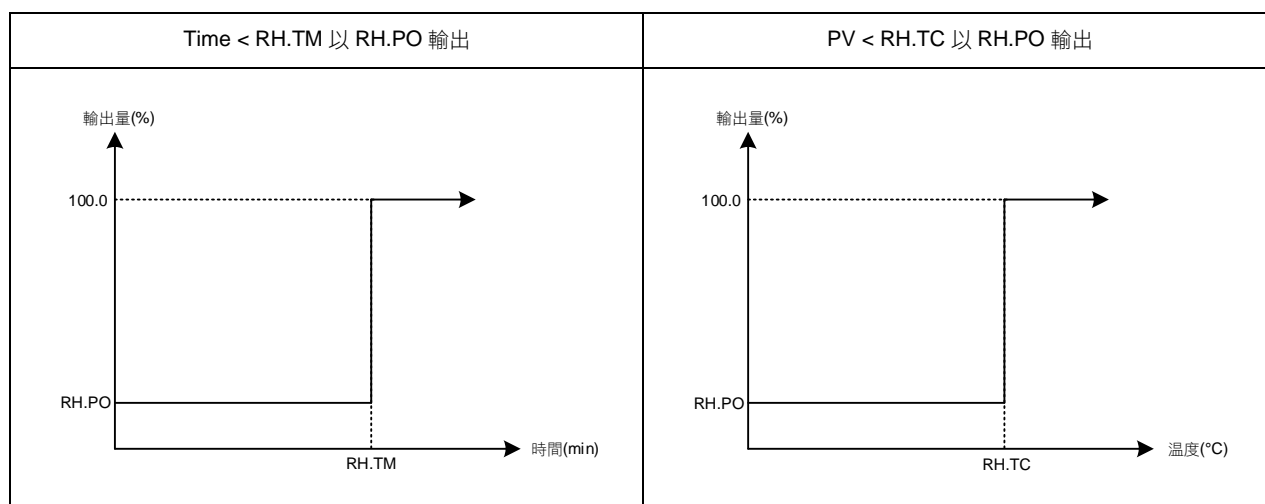 Time < RH.TM 以 RH.PO 輸出
PV < RH.TC 以 RH.PO 輸出
輸出量(%)
100.0
RH.PO
RH.TM
時間(min)
輸出量(%)
100.0
RH.PO
RH.TC
温度(°C)